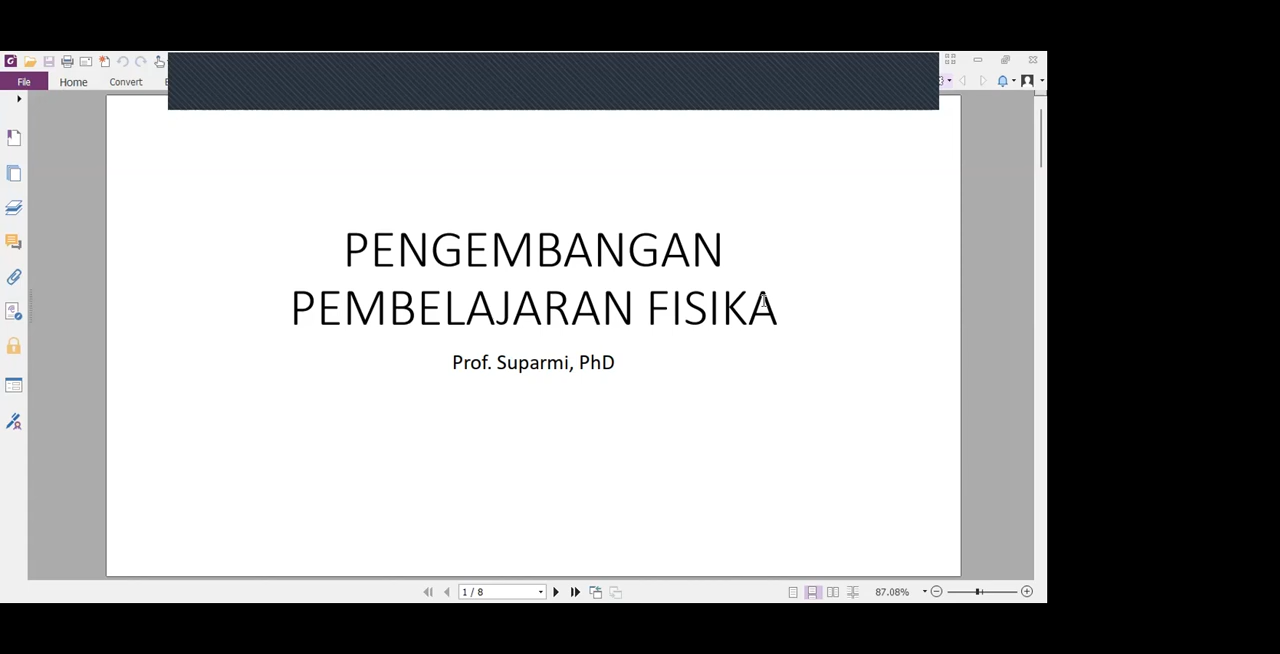 File
Home
Convert
PENGEMBANGAN
PEMBELAJARAN FISIKA
Prof. Suparmi, PhD
1 / 8
87.08%